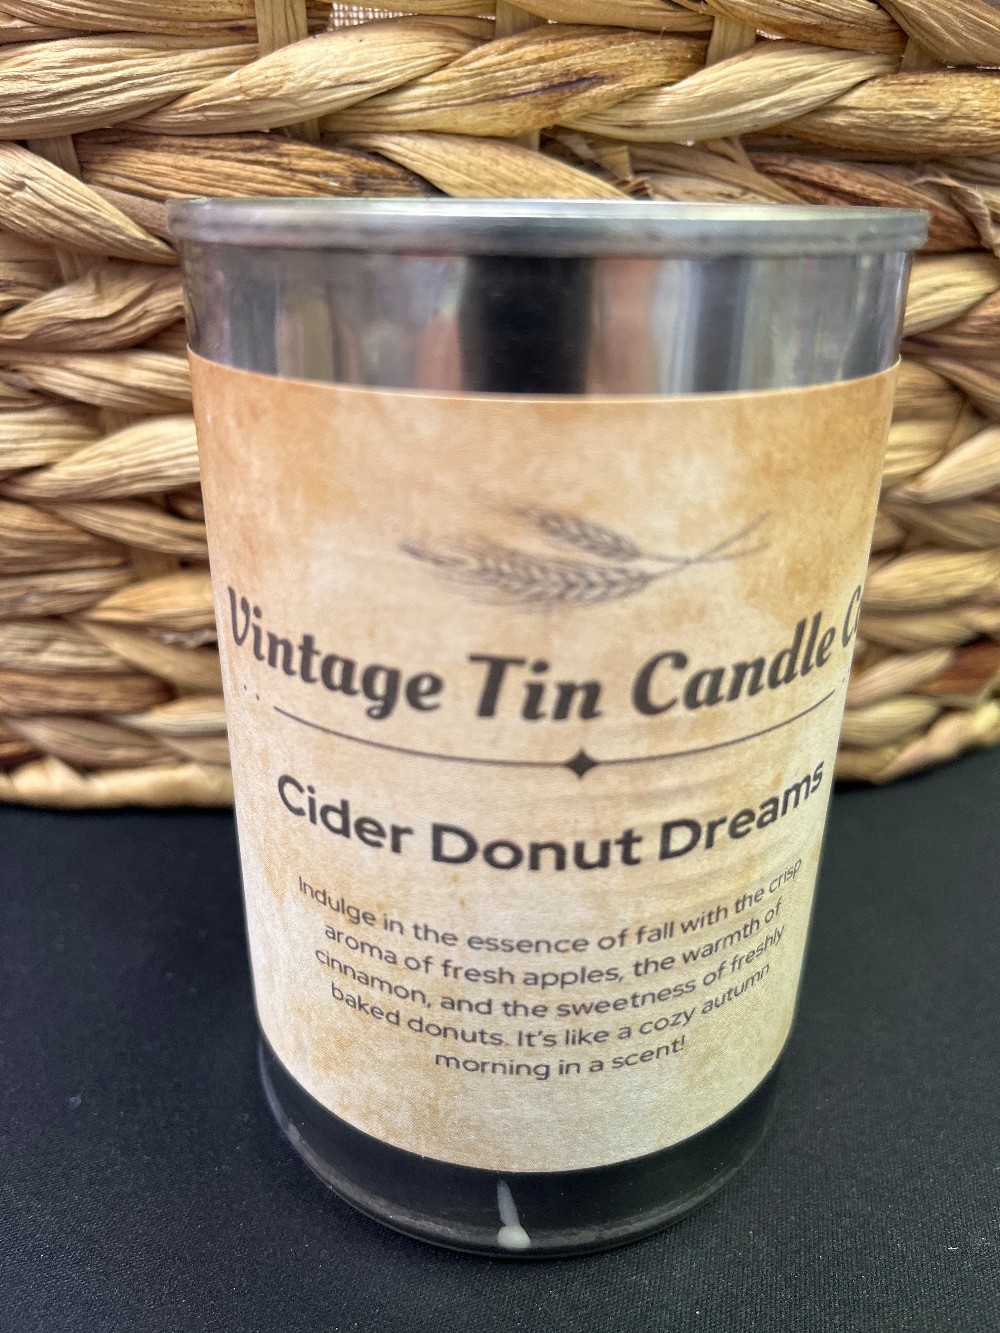 Vintage Tin Candle
Cider Donut Dreams
Indulge in the essence of fall with the crisp
aroma of fresh apples, the warmth of
cinnamon, and the sweetness of freshly
baked donuts. It's like a cozy autumn
morning in a scent!